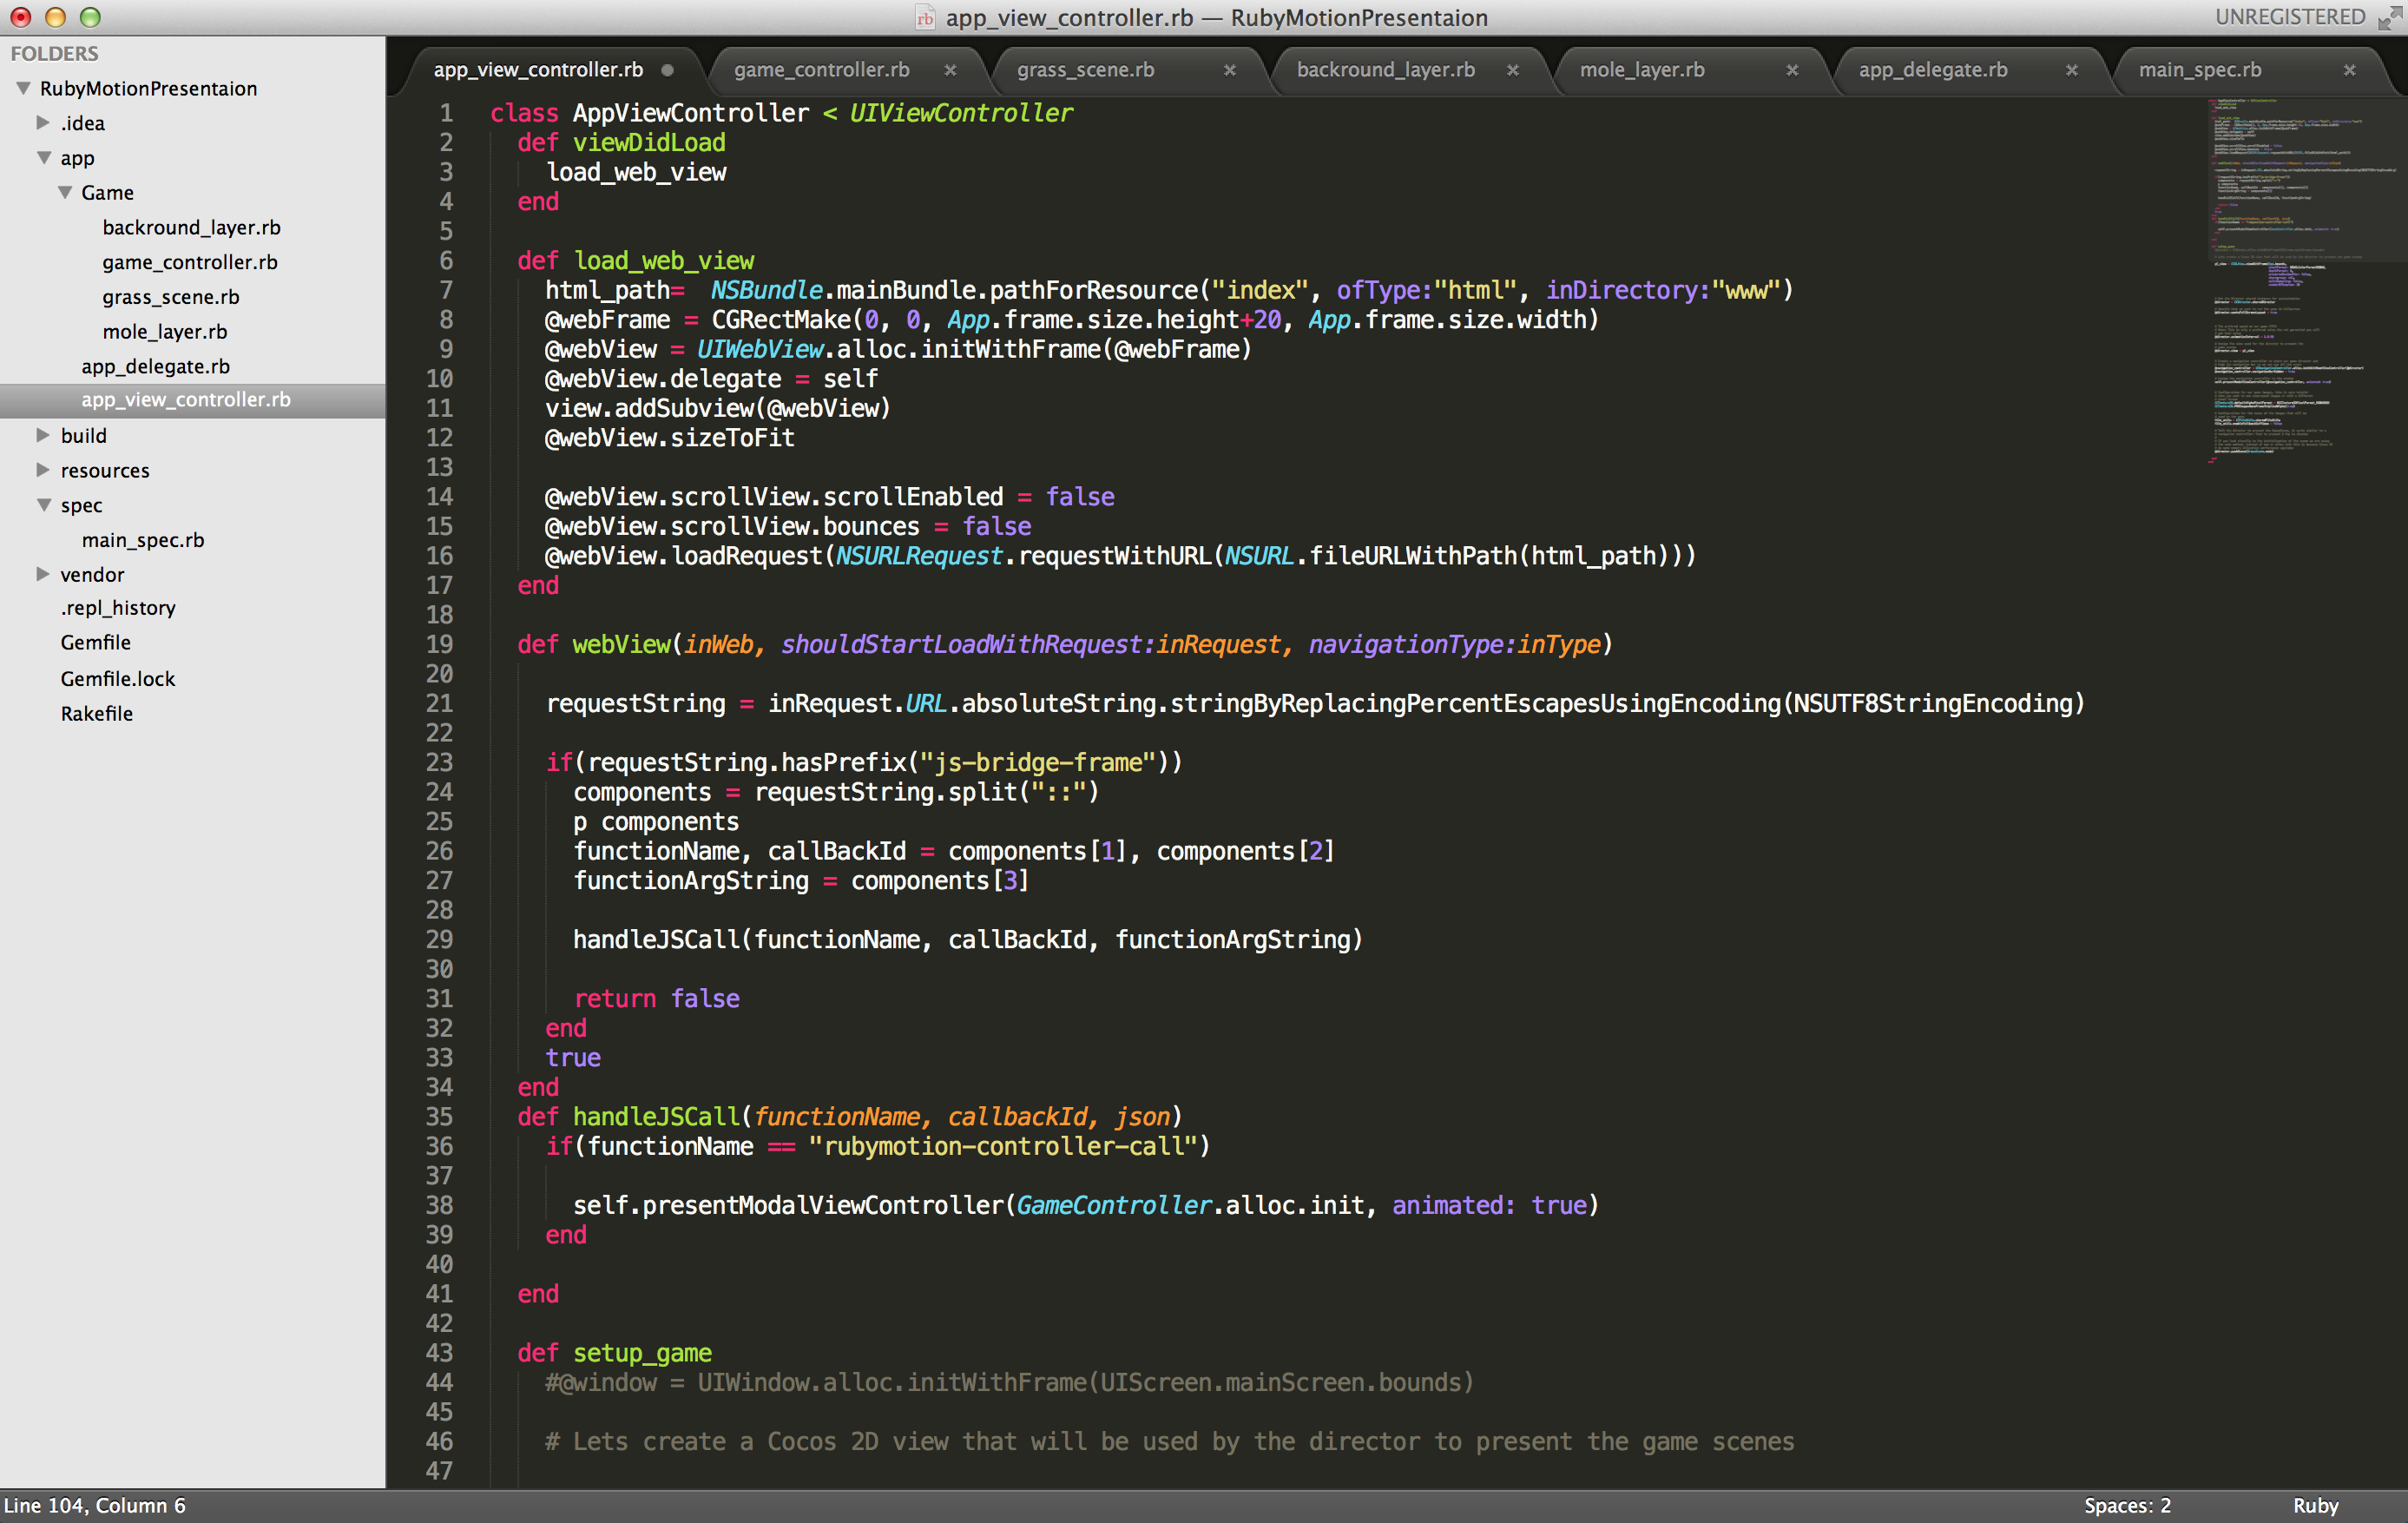 app_view_controller.rb — RubyMotionPresentaion
UNREGISTERED
FOLDERS
RubyMotionPresentaion
.idea
app
Game
backround_layer.rb
game_controller.rb
grass_scene.rb
mole_layer.rb
app_delegate.rb
app_view_controller.rb
build
resources
spec
main_spec.rb
vendor
.repl_history
Gemfile
Gemfile.lock
Rakefile
app_view_controller.rb game_controller.rb grass_scene.rb backround_layer.rb mole_layer.rb app_delegate.rb main_spec.rb
1 class AppViewController < UIViewController
2   def viewDidLoad
3     load_web_view
4   end
5
6   def load_web_view
7     html_path=  NSBundle.mainBundle.pathForResource("index", ofType:"html", inDirectory:"www")
8     @webFrame = CGRectMake(0, 0, App.frame.size.height+20, App.frame.size.width)
9     @webView = UIWebView.alloc.initWithFrame(@webFrame)
10     @webView.delegate = self
11     view.addSubview(@webView)
12     @webView.sizeToFit
13
14     @webView.scrollView.scrollEnabled = false
15     @webView.scrollView.bounces = false
16     @webView.loadRequest(NSURLRequest.requestWithURL(NSURL.fileURLWithPath(html_path)))
17   end
18
19   def webView(inWeb, shouldStartLoadWithRequest:inRequest, navigationType:inType)
20
21     requestString = inRequest.URL.absoluteString.stringByReplacingPercentEscapesUsingEncoding(NSUTF8StringEncoding)
22
23     if(requestString.hasPrefix("js-bridge-frame"))
24       components = requestString.split("::")
25       p components
26       functionName, callBackId = components[1], components[2]
27       functionArgString = components[3]
28
29       handleJSCall(functionName, callBackId, functionArgString)
30
31       return false
32     end
33     true
34   end
35   def handleJSCall(functionName, callbackId, json)
36     if(functionName == "rubymotion-controller-call")
37
38       self.presentModalViewController(GameController.alloc.init, animated: true)
39     end
40
41   end
42
43   def setup_game
44     #@window = UIWindow.alloc.initWithFrame(UIScreen.mainScreen.bounds)
45
46     # Lets create a Cocos 2D view that will be used by the director to present the game scenes
47
Line 104, Column 6
Spaces: 2
Ruby